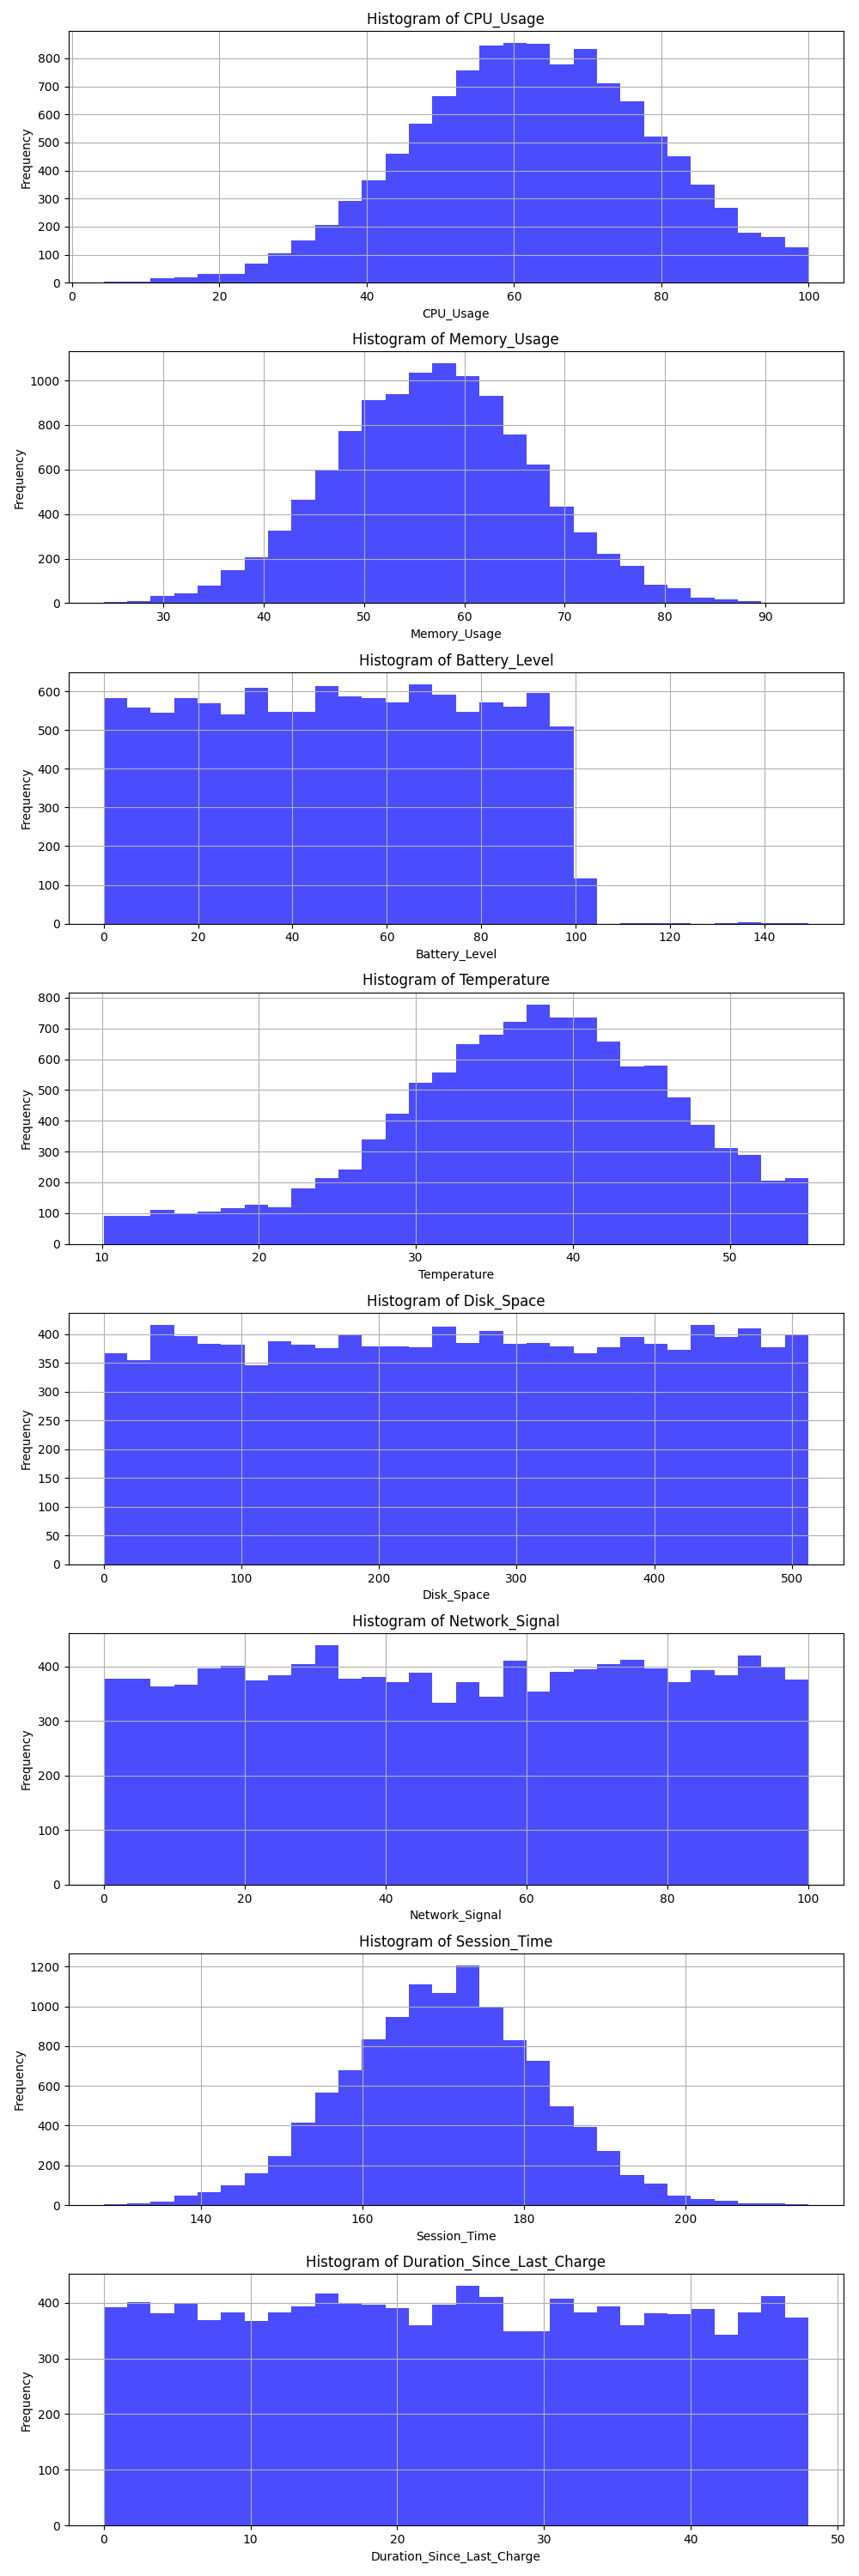 Histogram of CPU_Usage
Frequency
800
700
600
500
400
300
200
100
0
0 20 40 60 80 100
CPU_Usage
Histogram of Memory_Usage
Frequency
1000
800
600
400
200
0
30 40 50 60 70 80 90
Memory_Usage
Histogram of Battery_Level
Frequency
600
500
400
300
200
100
0
0 20 40 60 80 100 120 140
Battery_Level
Histogram of Temperature
Frequency
800
700
600
500
400
300
200
100
0
10 20 30 40 50
Temperature
Histogram of Disk_Space
Frequency
400
350
300
250
200
150
100
50
0
0 100 200 300 400 500
Disk_Space
Histogram of Network_Signal
Frequency
400
300
200
100
0
0 20 40 60 80 100
Network_Signal
Histogram of Session_Time
Frequency
1200
1000
800
600
400
200
0
140 160 180 200
Session_Time
Histogram of Duration_Since_Last_Charge
Frequency
400
300
200
100
0
0 10 20 30 40 50
Duration_Since_Last_Charge